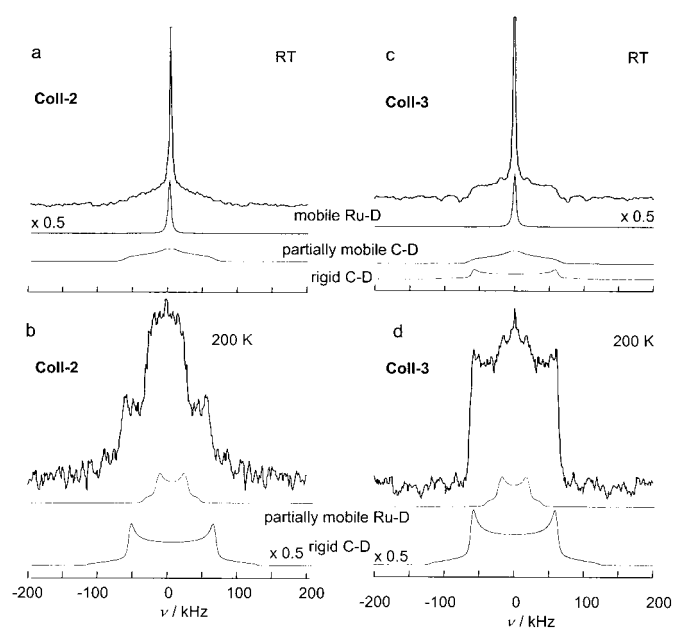 a
RT
Coll-2
x 0.5
c
RT
Coll-3
x 0.5
mobile Ru-D
partially mobile C-D
rigid C-D
b
200 K
Coll-2
x 0.5
-200 -100 0 100 200
ν / kHz
d
200 K
Coll-3
x 0.5
-200 -100 0 100 200
ν / kHz
partially mobile Ru-D
rigid C-D